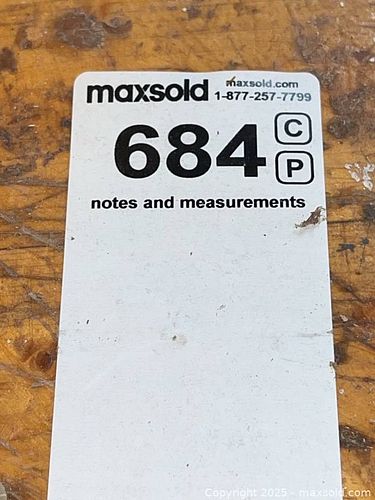 maxsold maxsold.com
1-877-257-7799
684 C
P
notes and measurements
Copyright 2025 - maxsold.com